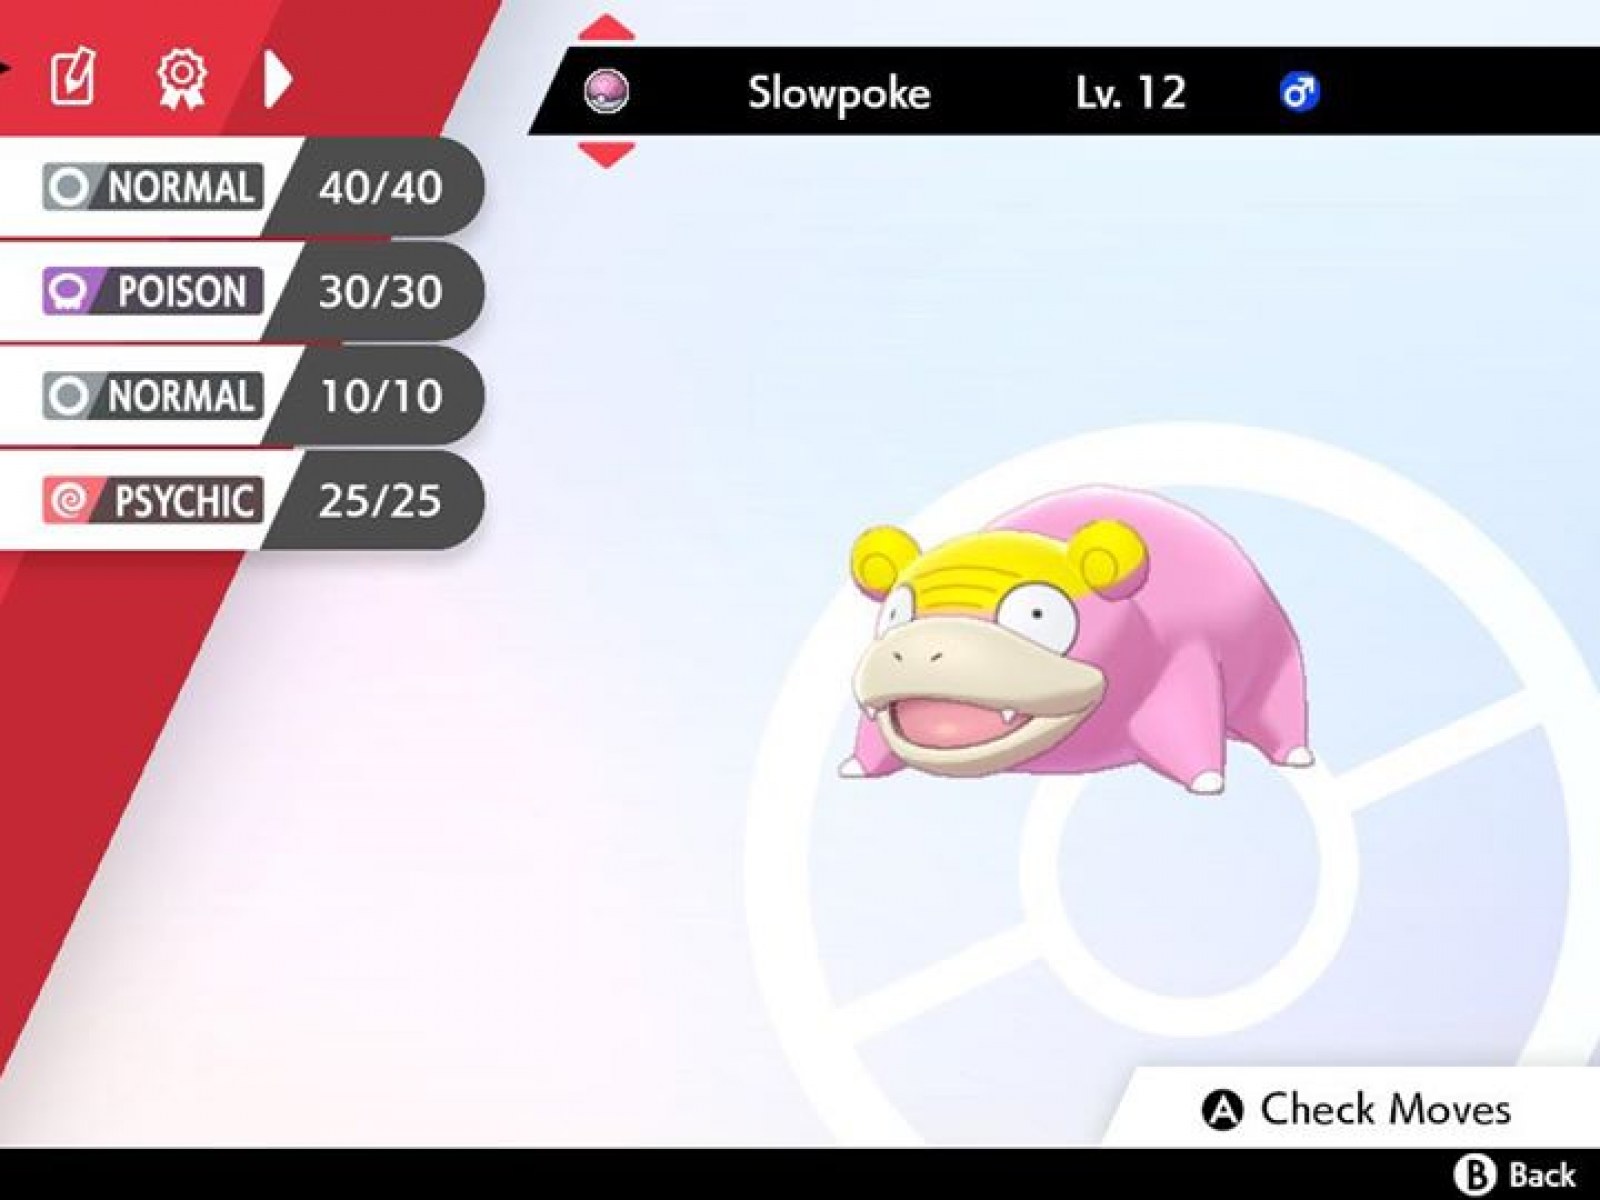 Slowpoke Lv. 12 ♂
NORMAL 40/40
POISON 30/30
NORMAL 10/10
PSYCHIC 25/25
A Check Moves
B Back